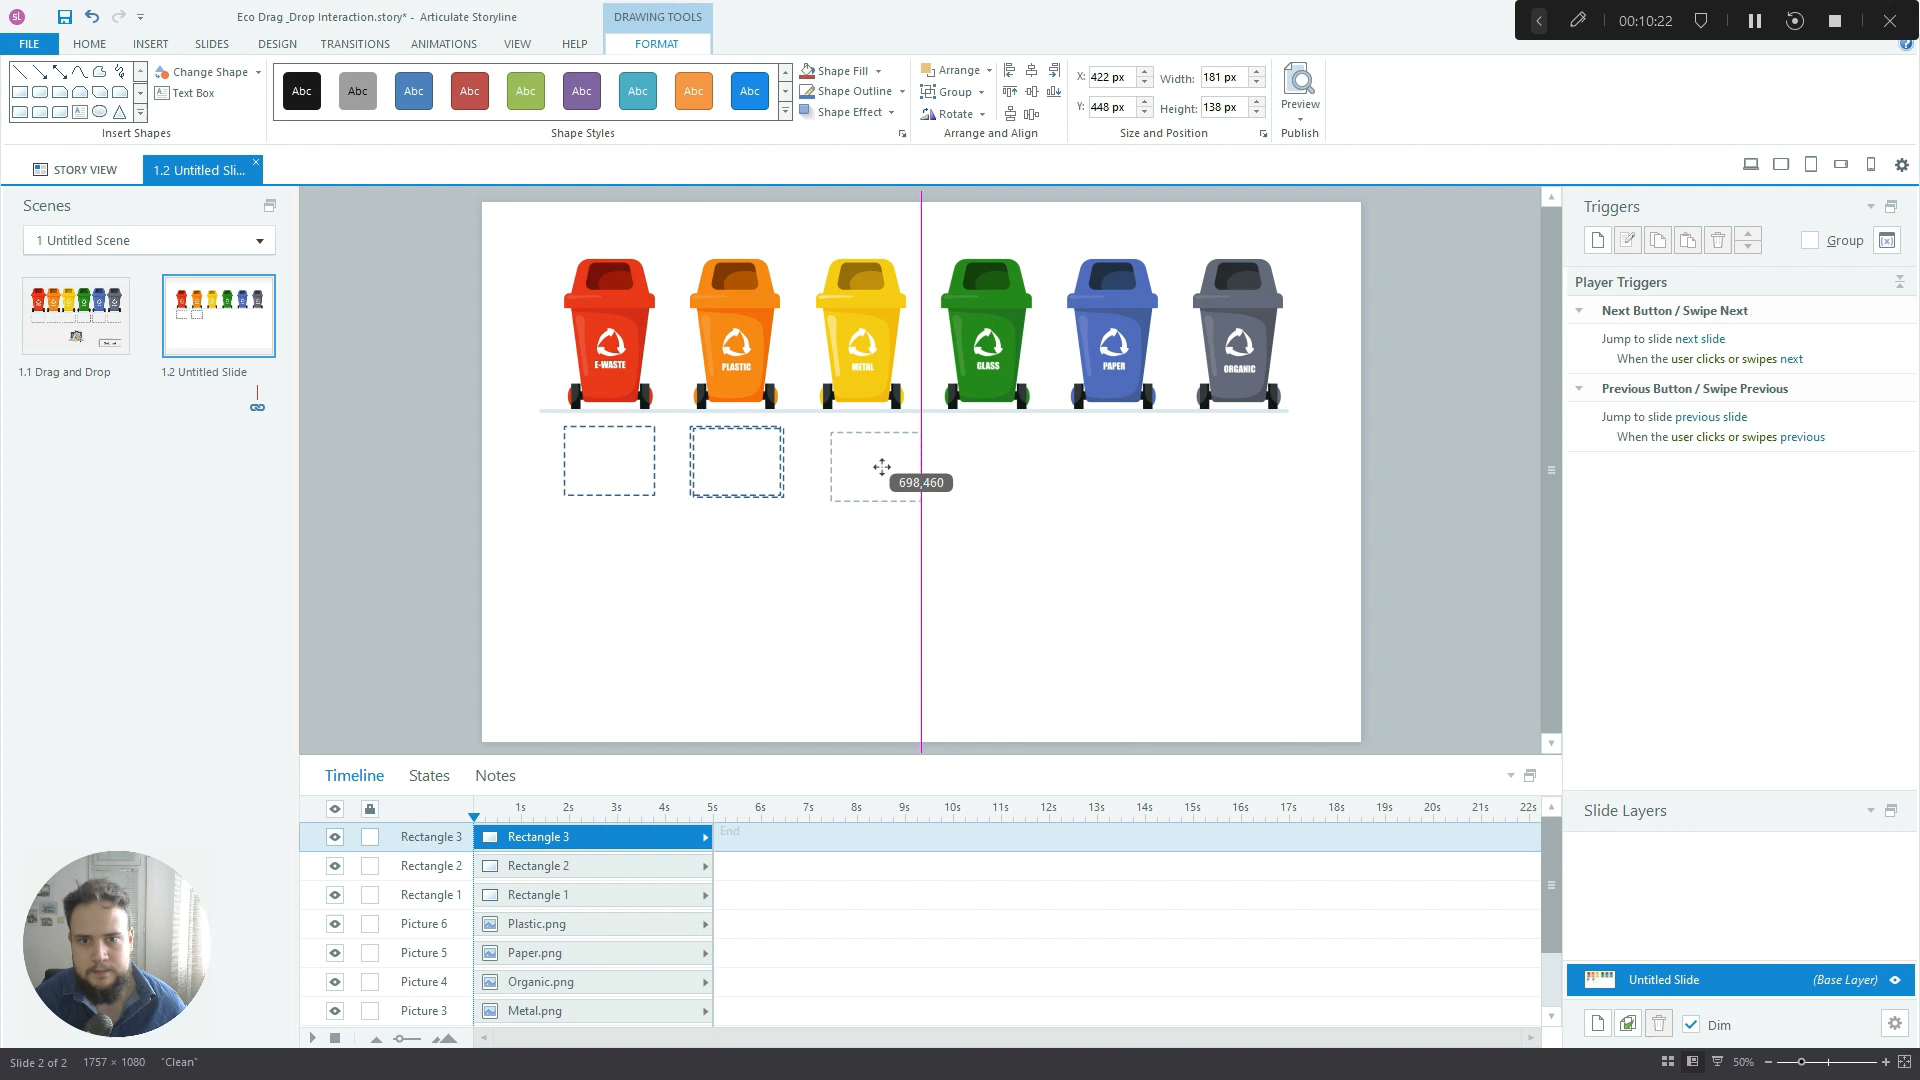 Eco Drag _Drop Interaction.story* - Articulate Storyline
DRAWING TOOLS
00:10:22
FILE HOME INSERT SLIDES DESIGN TRANSITIONS ANIMATIONS VIEW HELP FORMAT
Change Shape
Text Box
Insert Shapes
Abc Abc Abc Abc Abc Abc Abc Abc Abc
Shape Styles
Shape Fill
Shape Outline
Shape Effect
Arrange
Group
Rotate
Arrange and Align
X: 422 px Width: 181 px
Y: 448 px Height: 138 px
Size and Position
Preview
Publish
STORY VIEW
1.2 Untitled Sli...
Scenes
1 Untitled Scene
1.1 Drag and Drop
1.2 Untitled Slide
E-WASTE
PLASTIC
METAL
GLASS
PAPER
ORGANIC
698,460
Triggers
Group
Player Triggers
Next Button / Swipe Next
Jump to slide next slide
When the user clicks or swipes next
Previous Button / Swipe Previous
Jump to slide previous slide
When the user clicks or swipes previous
Timeline States Notes
1s 2s 3s 4s 5s 6s 7s 8s 9s 10s 11s 12s 13s 14s 15s 16s 17s 18s 19s 20s 21s 22s
Rectangle 3 Rectangle 3 End
Rectangle 2 Rectangle 2
Rectangle 1 Rectangle 1
Picture 6 Plastic.png
Picture 5 Paper.png
Picture 4 Organic.png
Picture 3 Metal.png
Slide Layers
Untitled Slide (Base Layer)
Dim
Slide 2 of 2 1757 × 1080 "Clean"
50%